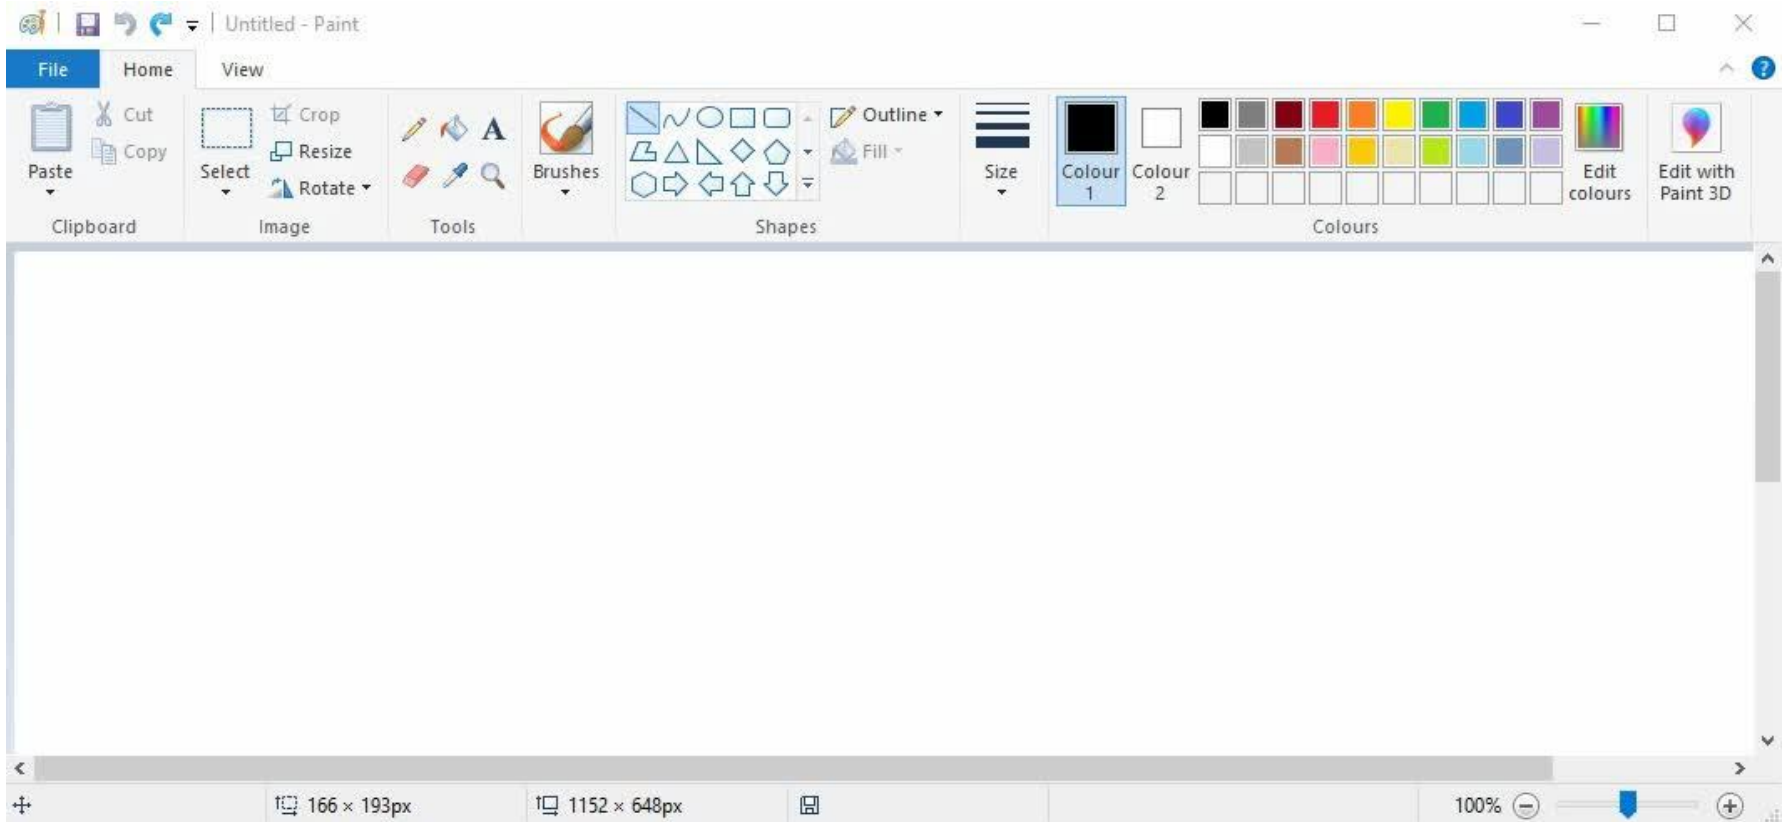 Untitled - Paint
File Home View
Cut Crop Outline
Copy Resize Fill
Paste Select Rotate A Brushes Size Colour 1 Colour 2 Edit colours Edit with Paint 3D
Clipboard Image Tools Shapes Colours
166 × 193px 1152 × 648px 100%